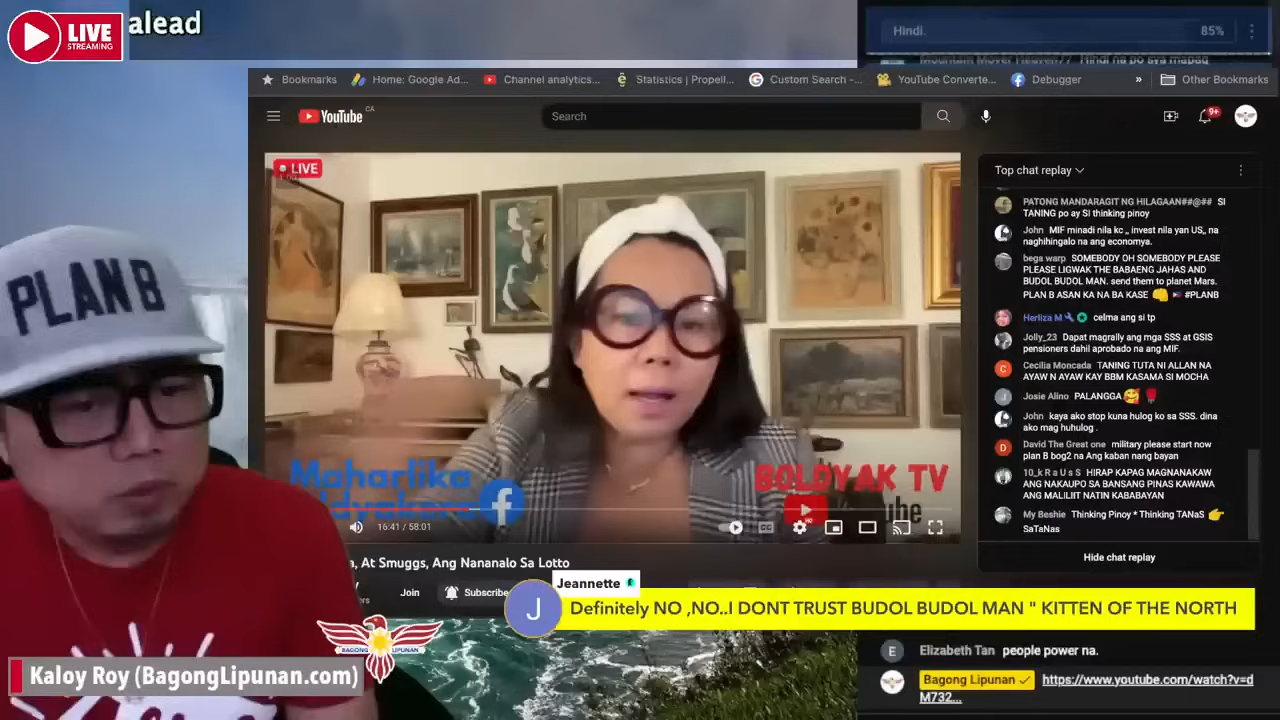 LIVE
STREAMING
alead
Hindi.
85%
Hindi na po sya mapag
Bookmarks
Home: Google Ad...
Channel analytics...
Statistics | Propell...
Custom Search -...
YouTube Converte...
Debugger
»
Other Bookmarks
YouTube CA
Search
9+
LIVE
Top chat replay
PATONG MANDARAGIT NG HILAGAAN##@## SI
TANING po ay SI thinking pinoy
John MIF minadi nila kc ,, invest nila yan US,, na
naghihingalo na ang economya.
bega warp SOMEBODY OH SOMEBODY PLEASE
PLEASE LIGWAK THE BABAENG JAHAS AND
BUDOL BUDOL MAN. send them to planet Mars.
PLAN B ASAN KA NA BA KASE 👊 🇵🇭 #PLANB
Herliza M celma ang si tp
Jolly_23 Dapat magrally ang mga SSS at GSIS
pensioners dahil aprobado na ang MIF.
Cecilia Moncada TANING TUTA NI ALLAN NA
AYAW N AYAW KAY BBM KASAMA SI MOCHA
Josie Alino PALANGGA🥰 🌹
John kaya ako stop kuna hulog ko sa SSS. dina
ako mag huhulog .
David The Great one military please start now
plan B bog2 na Ang kaban nang bayan
10_k R a U s S HIRAP KAPAG MAGNANAKAW
ANG NAKAUPO SA BANSANG PINAS KAWAWA
ANG MALILIIT NATIN KABABAYAN
My Beshie Thinking Pinoy * Thinking TANaS 👉
SaTaNas
Hide chat replay
PLAN B
Maharlika
BOLDYAK TV
16:41 / 58:01
a, At Smuggs, Ang Nananalo Sa Lotto
Join
Subscribe
Jeannette
J
Definitely NO ,NO..I DONT TRUST BUDOL BUDOL MAN " KITTEN OF THE NORTH
BAGONG LIPUNAN
Kaloy Roy (BagongLipunan.com)
E
Elizabeth Tan people power na.
Bagong Lipunan https://www.youtube.com/watch?v=d
M732...